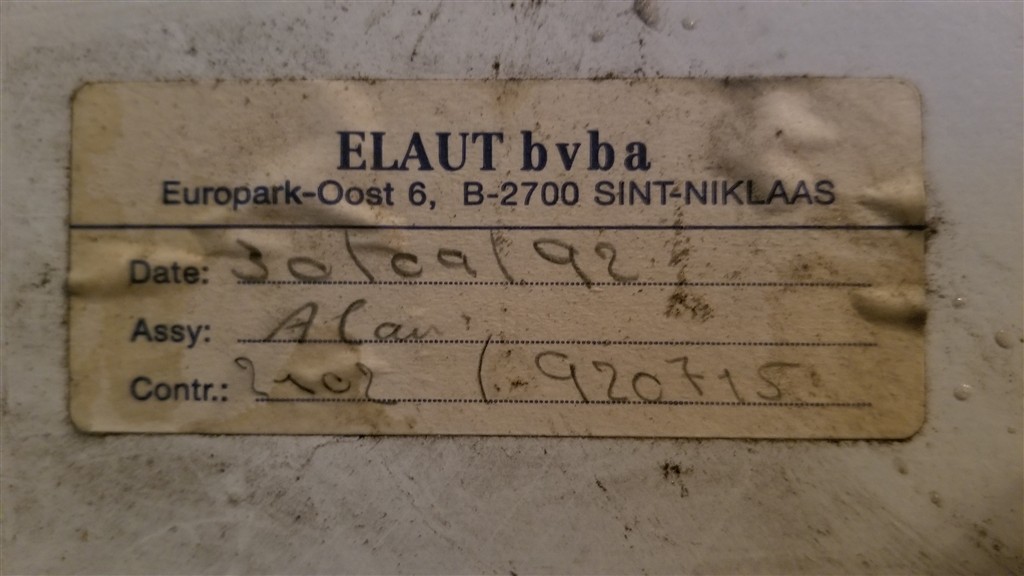 ELAUT bvba
Europark-Oost 6, B-2700 SINT-NIKLAAS
Date: 30/09/92
Assy: Alain
Contr.: 2102 / 920715